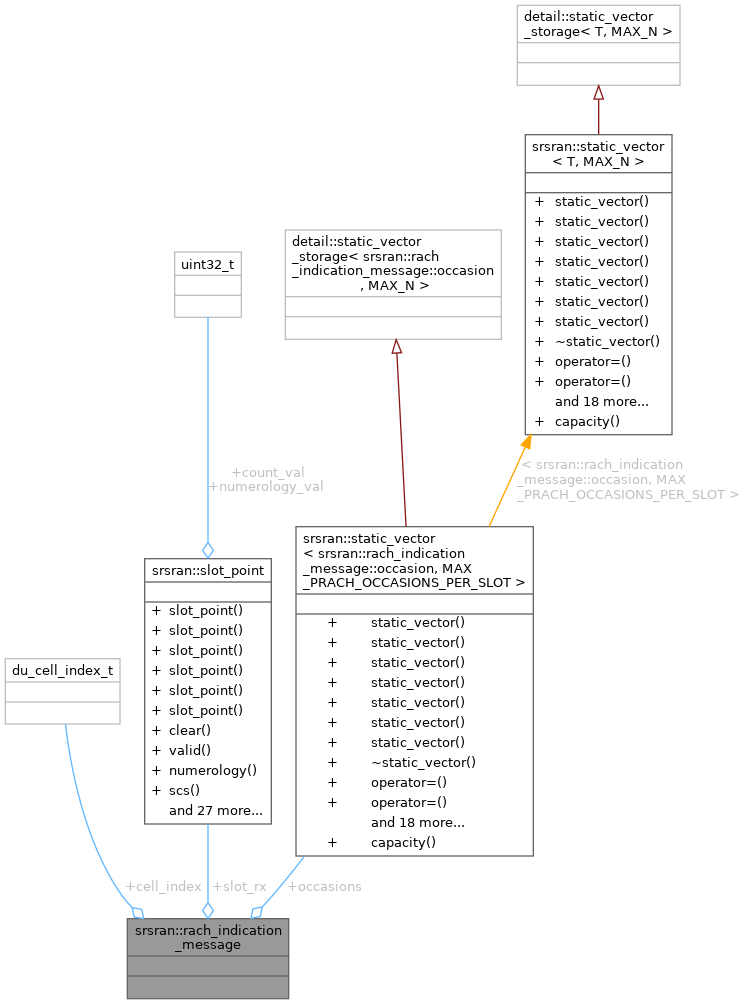 detail::static_vector
_storage< T, MAX_N >
srsran::static_vector
< T, MAX_N >
+ static_vector()
+ static_vector()
+ static_vector()
+ static_vector()
+ static_vector()
+ static_vector()
+ static_vector()
+ ~static_vector()
+ operator=()
+ operator=()
and 18 more...
+ capacity()
detail::static_vector
_storage< srsran::rach
_indication_message::occasion
, MAX_N >
uint32_t
< srsran::rach_indication
_message::occasion, MAX
_PRACH_OCCASIONS_PER_SLOT >
+count_val
+numerology_val
srsran::static_vector
< srsran::rach_indication
_message::occasion, MAX
_PRACH_OCCASIONS_PER_SLOT >
+ static_vector()
+ static_vector()
+ static_vector()
+ static_vector()
+ static_vector()
+ static_vector()
+ static_vector()
+ ~static_vector()
+ operator=()
+ operator=()
and 18 more...
+ capacity()
srsran::slot_point
+ slot_point()
+ slot_point()
+ slot_point()
+ slot_point()
+ slot_point()
+ slot_point()
+ clear()
+ valid()
+ numerology()
+ scs()
and 27 more...
du_cell_index_t
+cell_index
+slot_rx
+occasions
srsran::rach_indication
_message